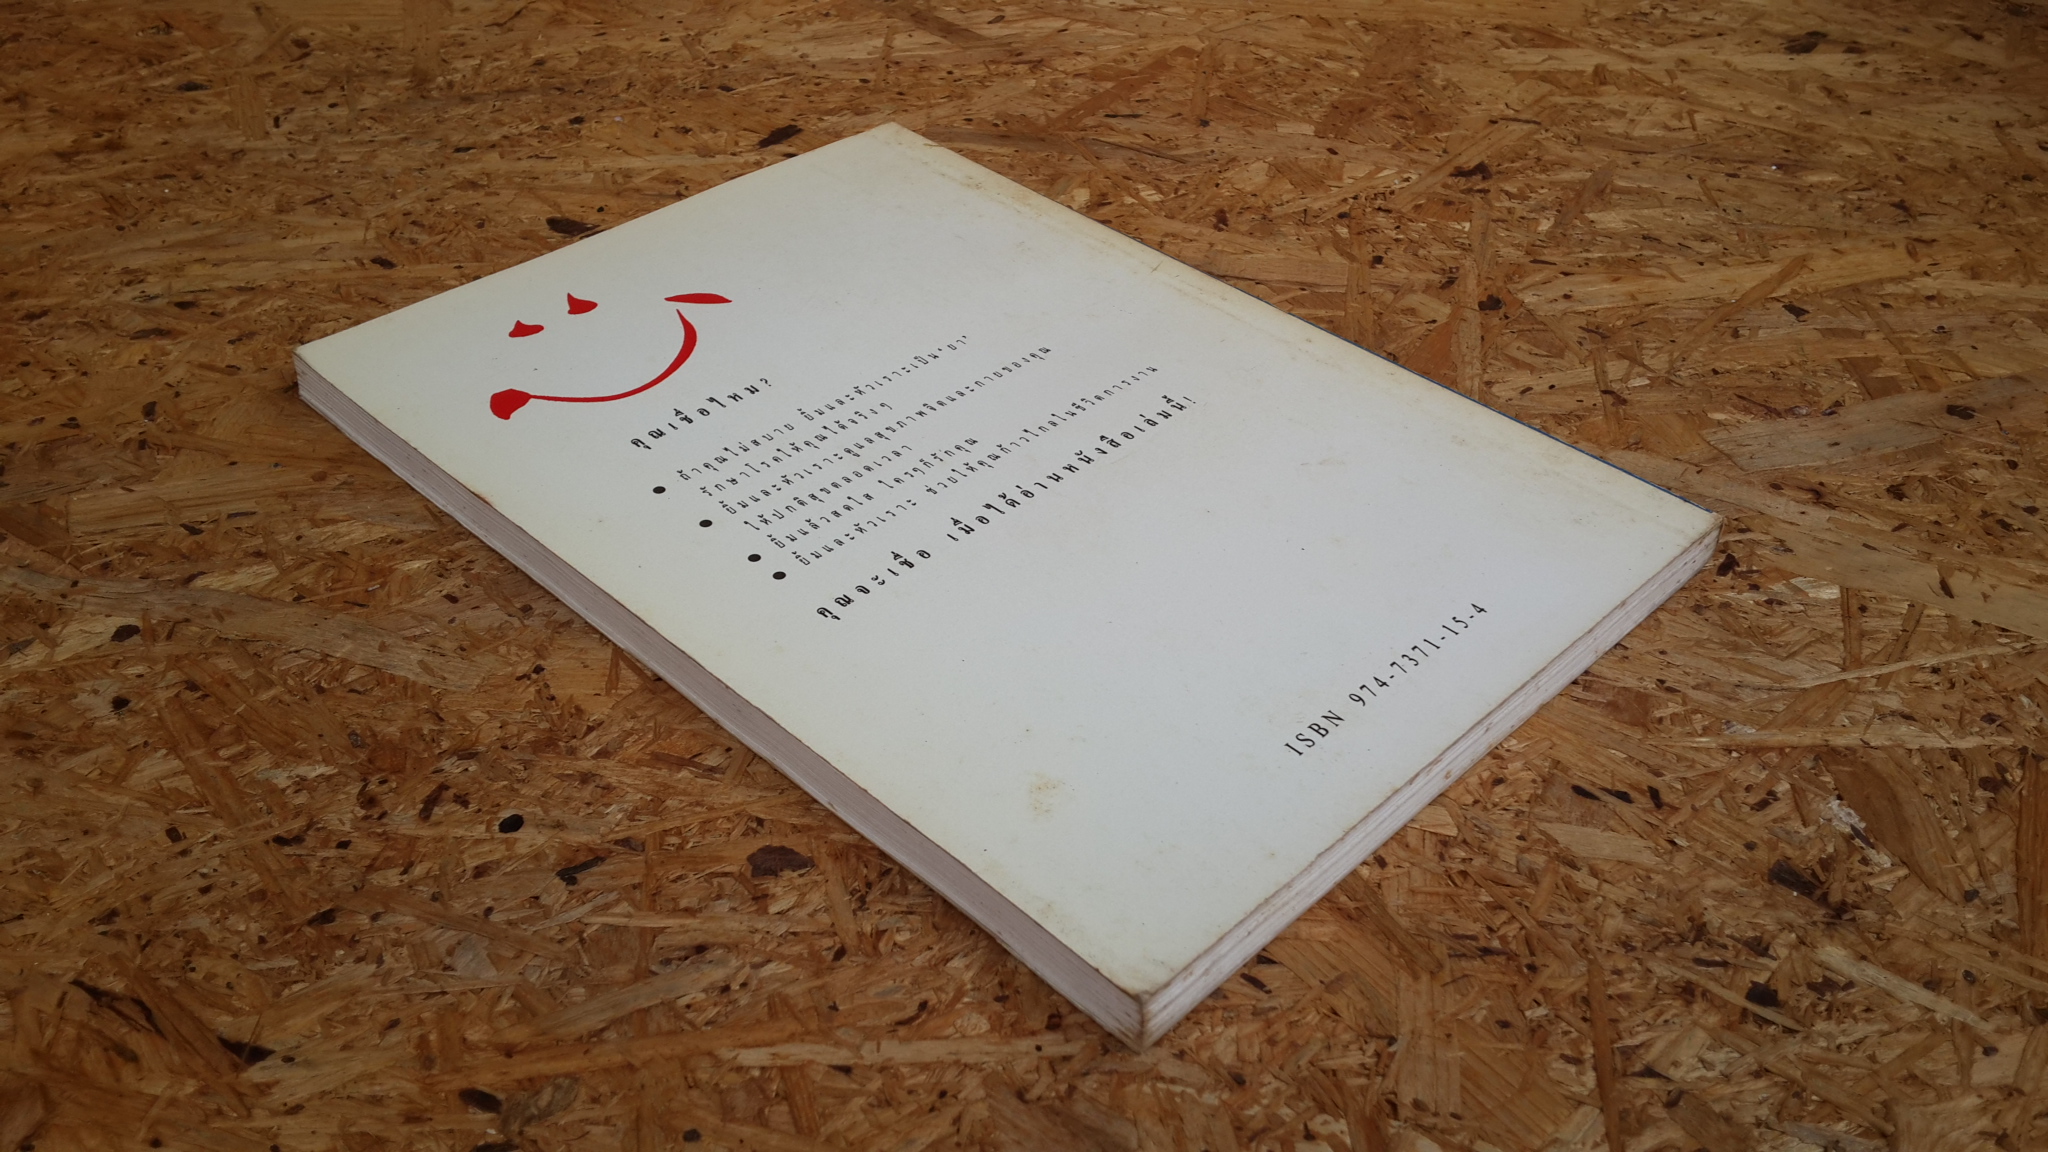 คุณเชื่อไหม?
● ถ้าคุณไม่สบาย ยิ้มและหัวเราะเป็น'ยา'
รักษาโรคให้คุณได้จริงๆ
● ยิ้มและหัวเราะดูแลสุขภาพจิตและกายของคุณ
ให้ปกติสุขตลอดเวลา
● ยิ้มแล้วสดใส ใครๆก็รักคุณ
● ยิ้มและหัวเราะ ช่วยให้คุณก้าวไกลในชีวิตการงาน
คุณจะเชื่อ เมื่อได้อ่านหนังสือเล่มนี้!
ISBN 974-7371-15-4